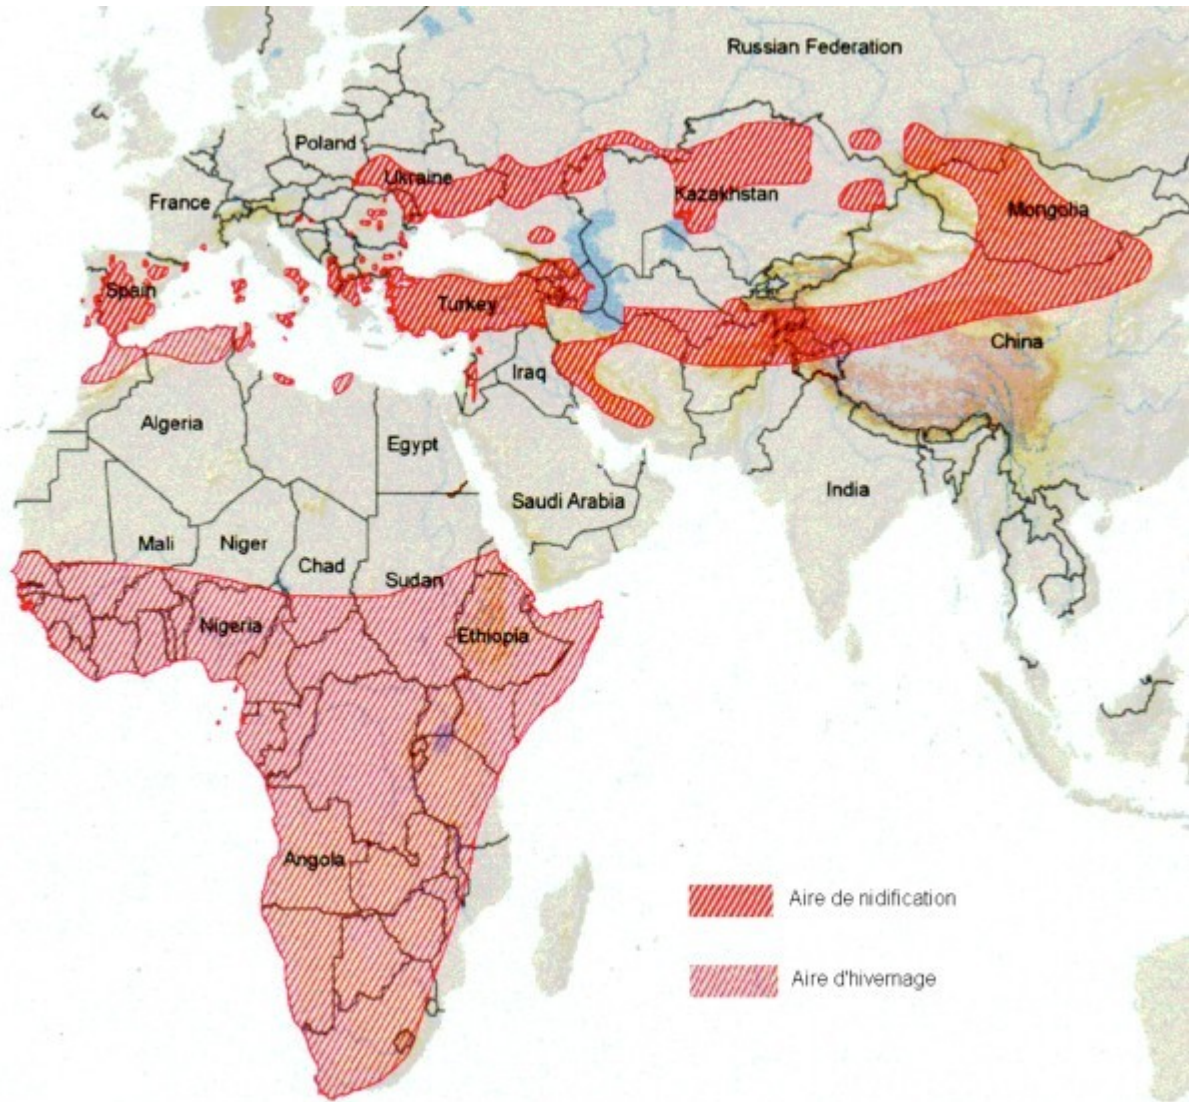 Russian Federation
Poland
Ukraine
France
Kazakhstan
Mongolia
Spain
Turkey
China
Iraq
Algeria
Egypt
India
Saudi Arabia
Mali
Niger
Chad
Sudan
Nigeria
Ethiopia
Angola
Aire de nidification
Aire d'hivernage